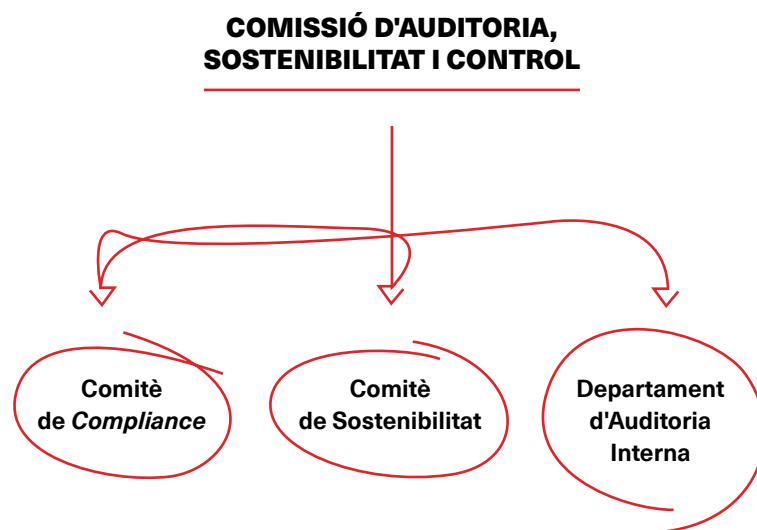 COMISSIÓ D'AUDITORIA,
SOSTENIBILITAT I CONTROL
Comitè
de Compliance
Comitè
de Sostenibilitat
Departament
d'Auditoria
Interna